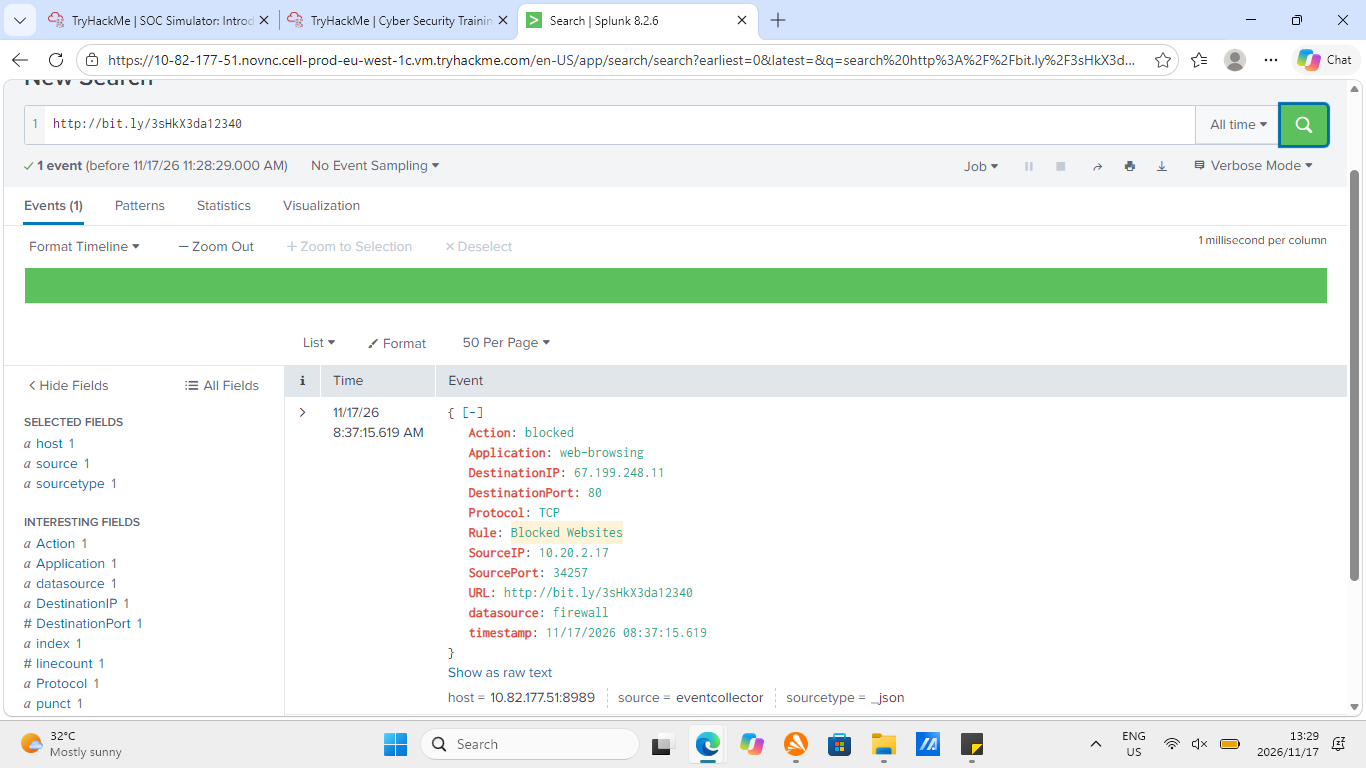 TryHackMe | SOC Simulator: Introd
TryHackMe | Cyber Security Trainin
Search | Splunk 8.2.6
https://10-82-177-51.novnc.cell-prod-eu-west-1c.vm.tryhackme.com/en-US/app/search/search?earliest=0&latest=&q=search%20http%3A%2F%2Fbit.ly%2F3sHkX3d...
Chat
New Search
1 http://bit.ly/3sHkX3da12340
All time
1 event (before 11/17/26 11:28:29.000 AM)
No Event Sampling
Job
Verbose Mode
Events (1)
Patterns
Statistics
Visualization
Format Timeline
— Zoom Out
+ Zoom to Selection
× Deselect
1 millisecond per column
List
Format
50 Per Page
< Hide Fields
All Fields
i
Time
Event
SELECTED FIELDS
a host 1
a source 1
a sourcetype 1
INTERESTING FIELDS
a Action 1
a Application 1
a datasource 1
a DestinationIP 1
# DestinationPort 1
a index 1
# linecount 1
a Protocol 1
a punct 1
11/17/26
8:37:15.619 AM
{ [-]
Action: blocked
Application: web-browsing
DestinationIP: 67.199.248.11
DestinationPort: 80
Protocol: TCP
Rule: Blocked Websites
SourceIP: 10.20.2.17
SourcePort: 34257
URL: http://bit.ly/3sHkX3da12340
datasource: firewall
timestamp: 11/17/2026 08:37:15.619
}
Show as raw text
host = 10.82.177.51:8989
source = eventcollector
sourcetype = _json
32°C
Mostly sunny
Search
ENG
US
13:29
2026/11/17